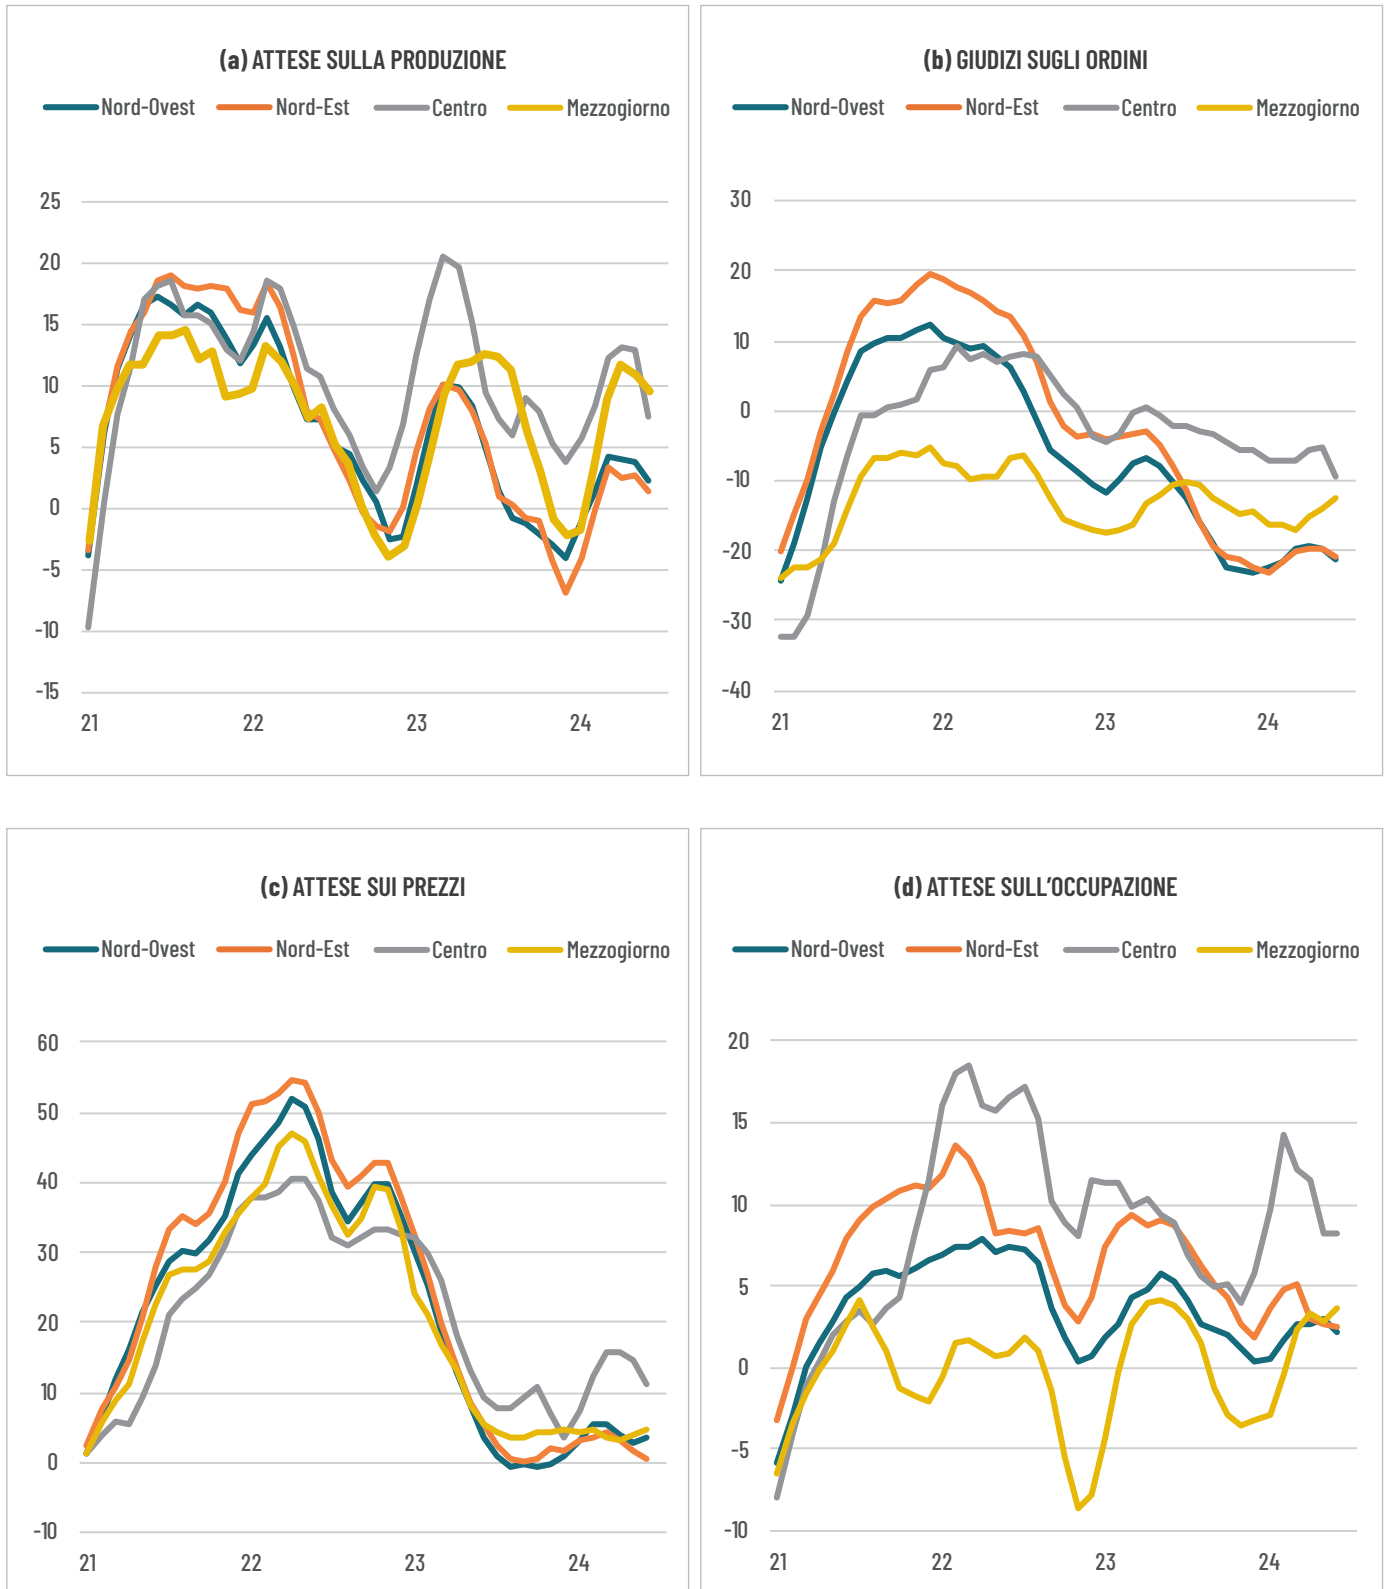 (a) ATTESE SULLA PRODUZIONE
Nord-Ovest Nord-Est Centro Mezzogiorno
25
20
15
10
5
0
-5
-10
-15
21 22 23 24
(b) GIUDIZI SUGLI ORDINI
Nord-Ovest Nord-Est Centro Mezzogiorno
30
20
10
0
-10
-20
-30
-40
21 22 23 24
(c) ATTESE SUI PREZZI
Nord-Ovest Nord-Est Centro Mezzogiorno
60
50
40
30
20
10
0
-10
21 22 23 24
(d) ATTESE SULL'OCCUPAZIONE
Nord-Ovest Nord-Est Centro Mezzogiorno
20
15
10
5
0
-5
-10
21 22 23 24